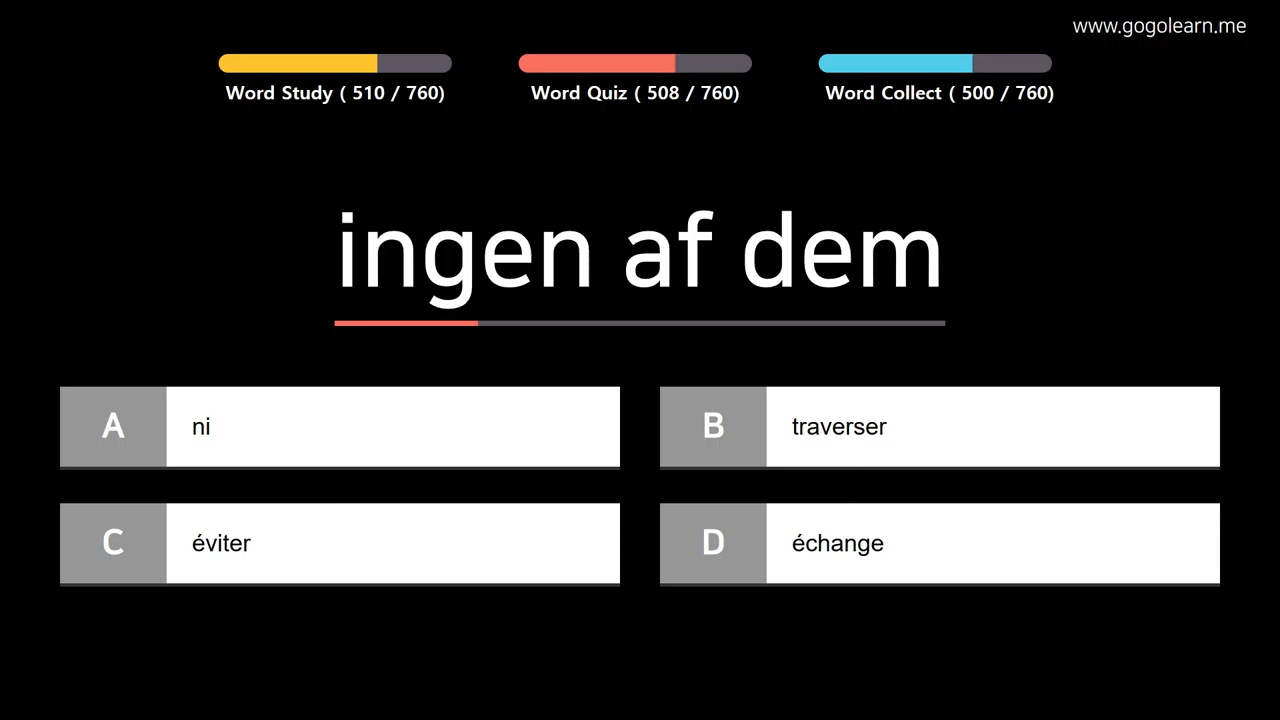 www.gogolearn.me
Word Study ( 510 / 760)
Word Quiz ( 508 / 760)
Word Collect ( 500 / 760)
ingen af dem
A ni
B traverser
C éviter
D échange